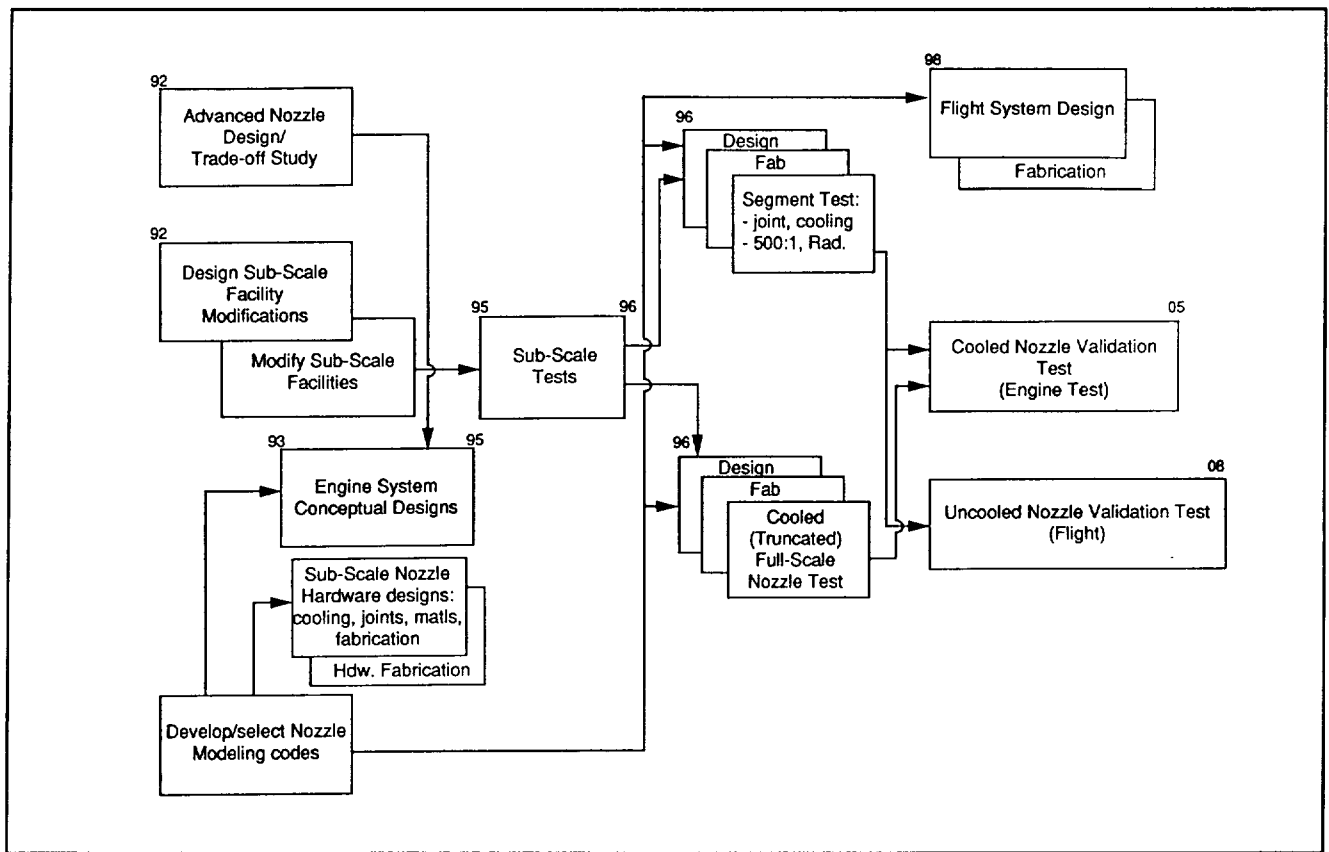 92
Advanced Nozzle
Design/
Trade-off Study
92
Design Sub-Scale
Facility
Modifications
Modify Sub-Scale
Facilities
93
95
Engine System
Conceptual Designs
Sub-Scale Nozzle
Hardware designs:
cooling, joints, matls,
fabrication
Hdw. Fabrication
Develop/select Nozzle
Modeling codes
95
96
Sub-Scale
Tests
96
Design
Fab
Segment Test:
- joint, cooling
- 500:1, Rad.
96
Design
Fab
Cooled
(Truncated)
Full-Scale
Nozzle Test
98
Flight System Design
Fabrication
05
Cooled Nozzle Validation
Test
(Engine Test)
08
Uncooled Nozzle Validation Test
(Flight)